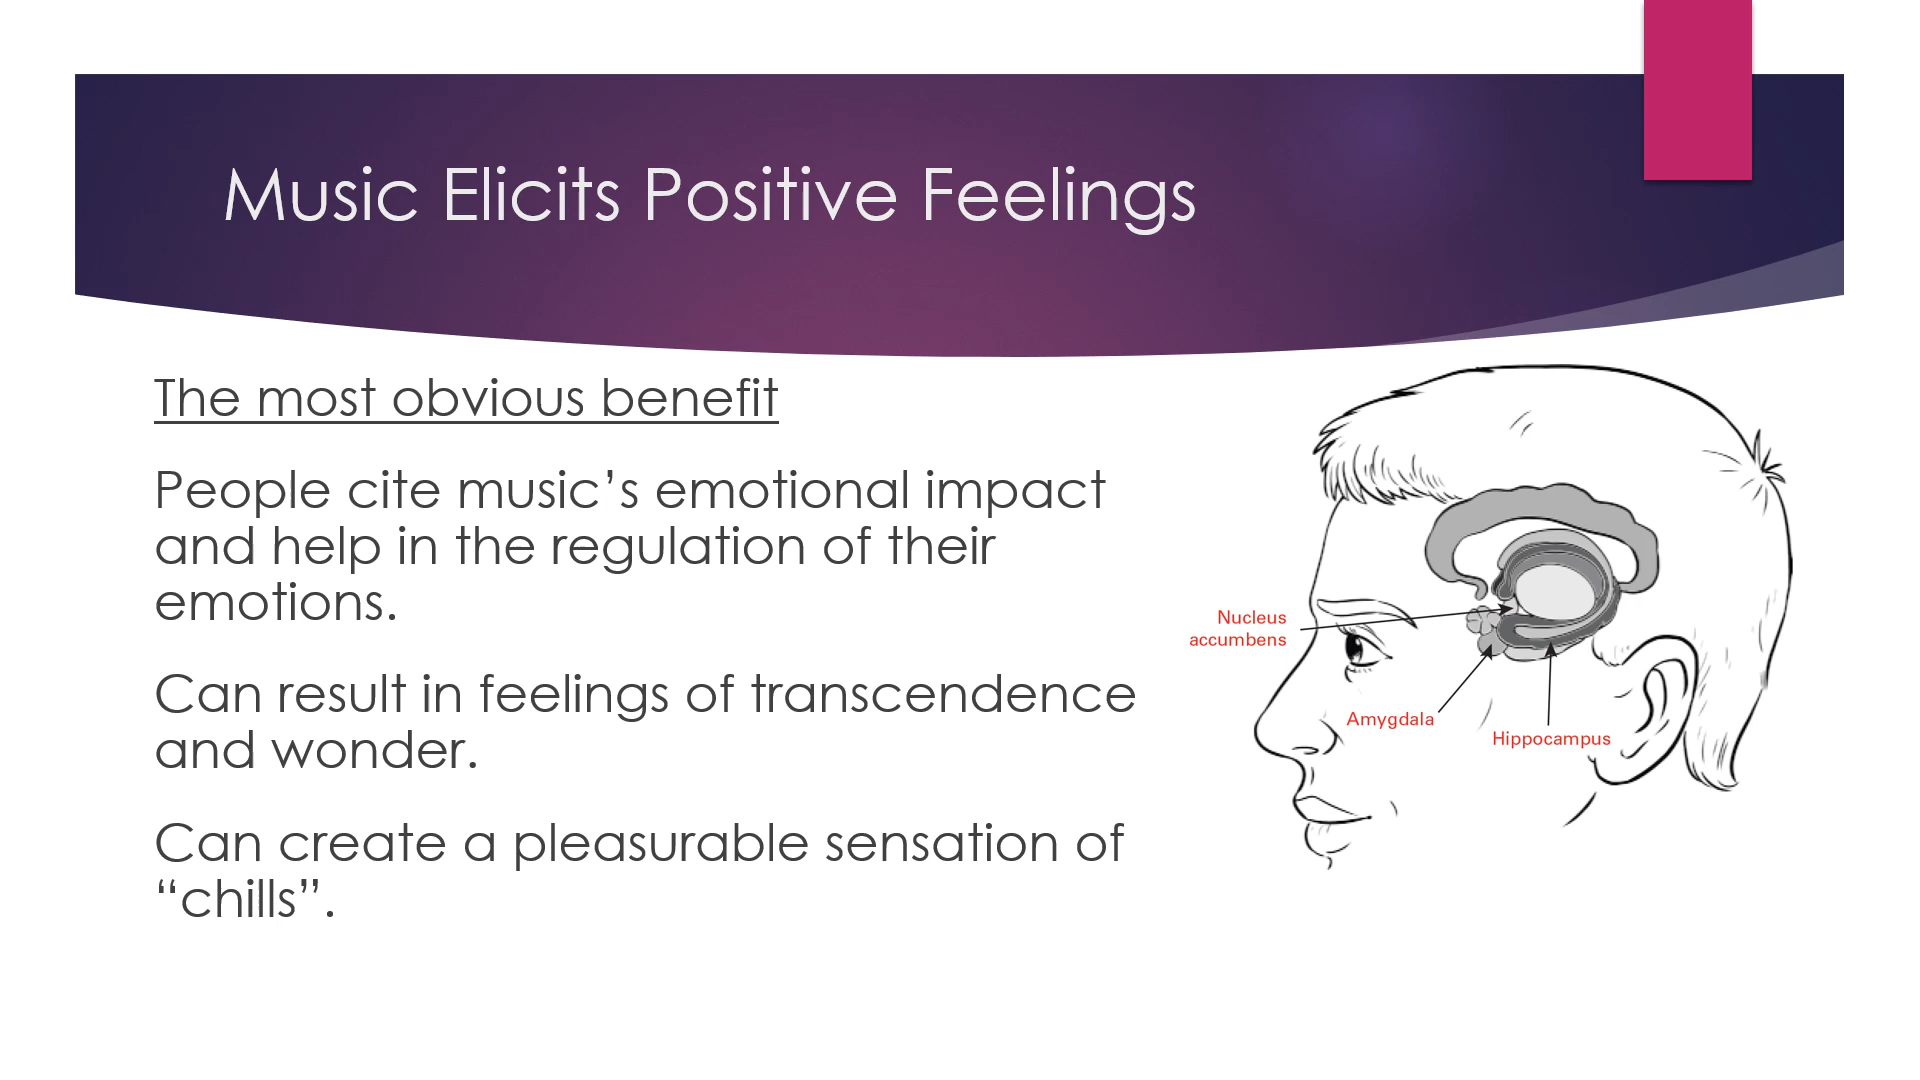 Music Elicits Positive Feelings
The most obvious benefit
People cite music’s emotional impact
and help in the regulation of their
emotions.
Can result in feelings of transcendence
and wonder.
Can create a pleasurable sensation of
“chills”.
Nucleus
accumbens
Amygdala
Hippocampus